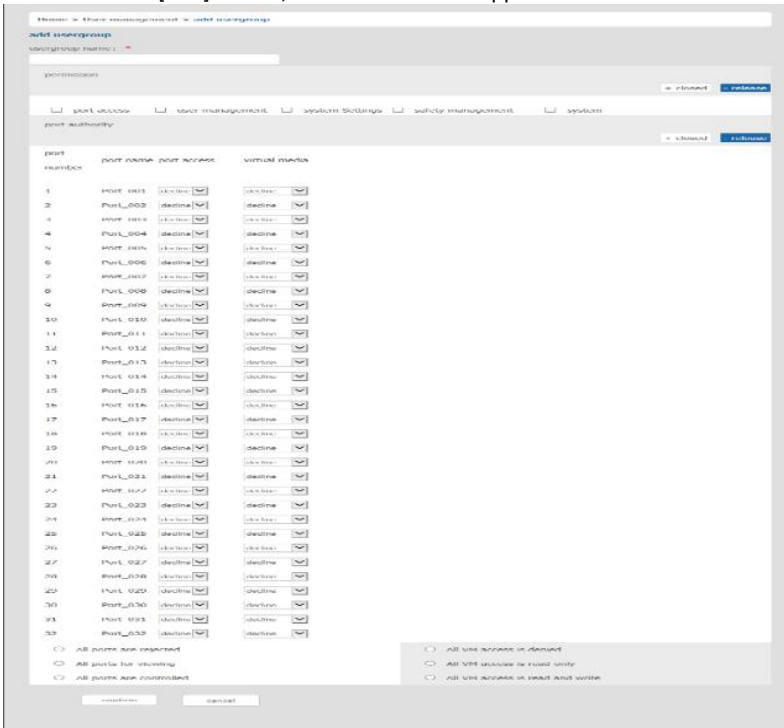 Home > User management > add usergroup
add usergroup
usergroup name: *
permission
+ closed - release
port access user management system Settings safety management system
port authority
+ closed - release
port number port name port access virtual media
1 Port_001 decline decline
2 Port_002 decline decline
3 Port_003 decline decline
4 Port_004 decline decline
5 Port_005 decline decline
6 Port_006 decline decline
7 Port_007 decline decline
8 Port_008 decline decline
9 Port_009 decline decline
10 Port_010 decline decline
11 Port_011 decline decline
12 Port_012 decline decline
13 Port_013 decline decline
14 Port_014 decline decline
15 Port_015 decline decline
16 Port_016 decline decline
17 Port_017 decline decline
18 Port_018 decline decline
19 Port_019 decline decline
20 Port_020 decline decline
21 Port_021 decline decline
22 Port_022 decline decline
23 Port_023 decline decline
24 Port_024 decline decline
25 Port_025 decline decline
26 Port_026 decline decline
27 Port_027 decline decline
28 Port_028 decline decline
29 Port_029 decline decline
30 Port_030 decline decline
31 Port_031 decline decline
32 Port_032 decline decline
All ports are rejected All VM access is denied
All ports for viewing All VM access is read only
All ports are controlled All VM access is read and write
confirm cancel